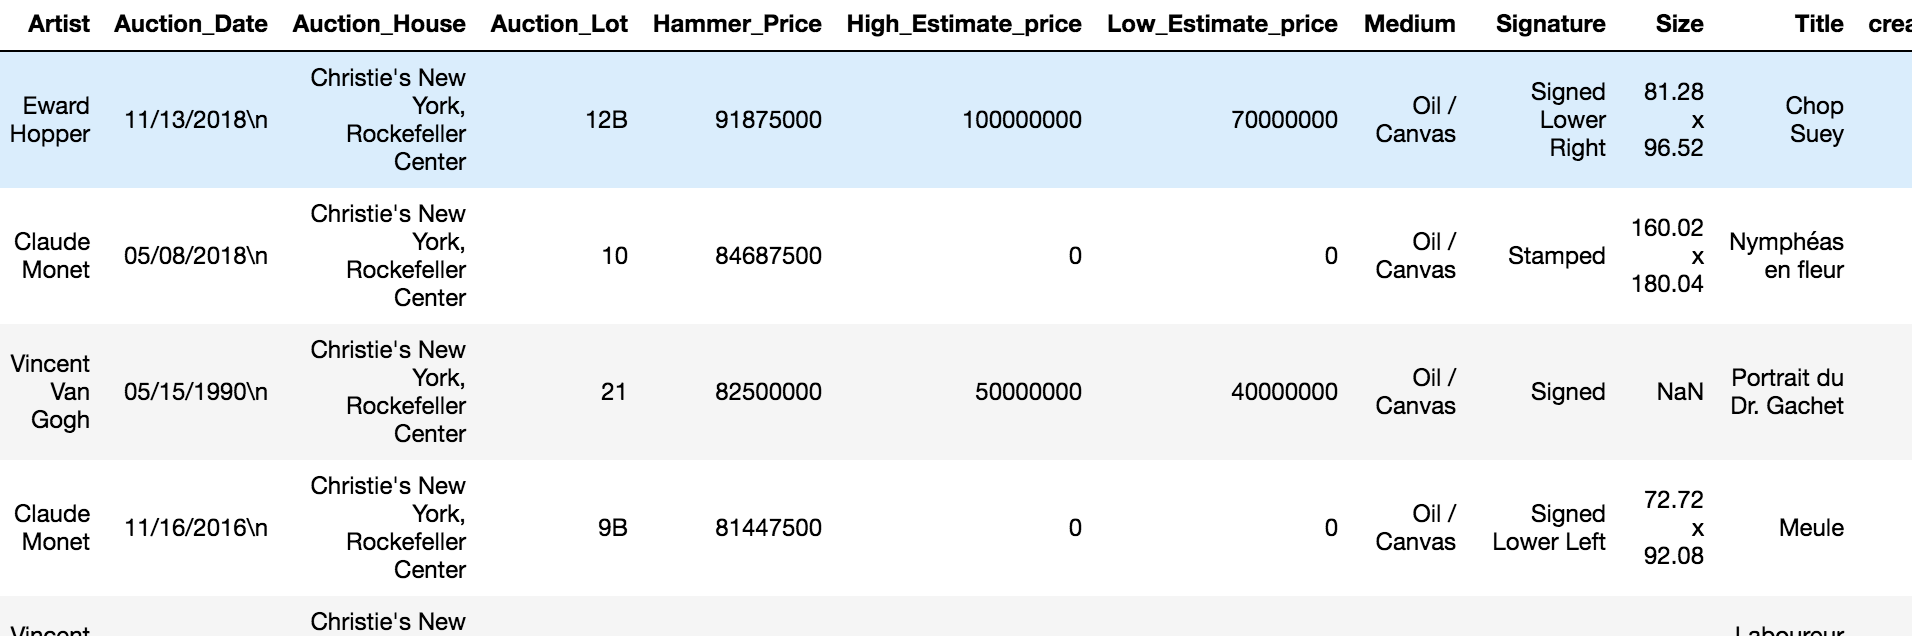 Artist Auction_Date Auction_House Auction_Lot Hammer_Price High_Estimate_price Low_Estimate_price Medium Signature Size Title
Eward Hopper 11/13/2018\n Christie's New York, Rockefeller Center 12B 91875000 100000000 70000000 Oil / Canvas Signed Lower Right 81.28 x 96.52 Chop Suey
Claude Monet 05/08/2018\n Christie's New York, Rockefeller Center 10 84687500 0 0 Oil / Canvas Stamped 160.02 x 180.04 Nymphéas en fleur
Vincent Van Gogh 05/15/1990\n Christie's New York, Rockefeller Center 21 82500000 50000000 40000000 Oil / Canvas Signed NaN Portrait du Dr. Gachet
Claude Monet 11/16/2016\n Christie's New York, Rockefeller Center 9B 81447500 0 0 Oil / Canvas Signed Lower Left 72.72 x 92.08 Meule
Vincent Christie's New Laboureur